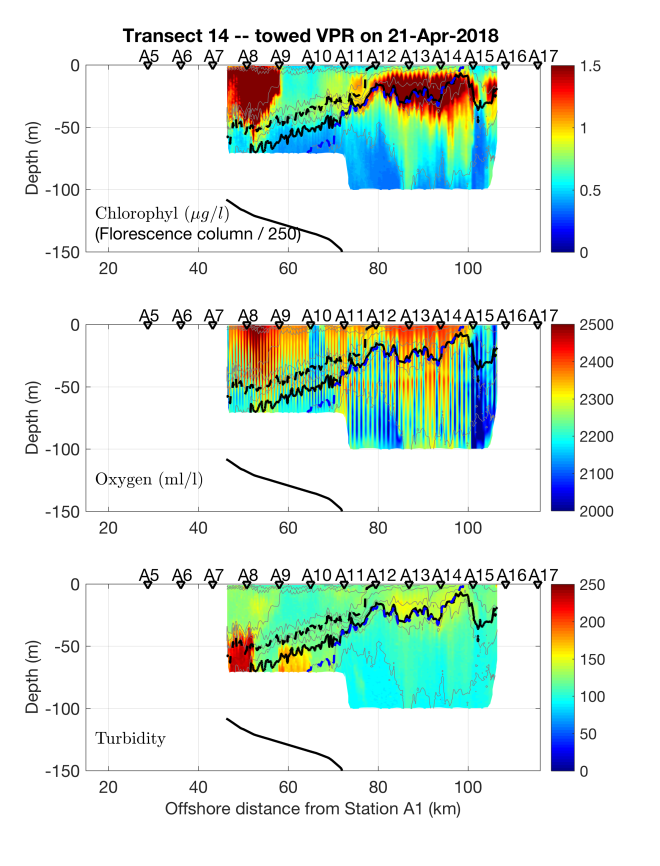 Transect 14 -- towed VPR on 21-Apr-2018
A5 A6 A7 A8 A9 A10 A11 A12 A13 A14 A15 A16 A17
0
-50
-100
-150
Depth (m)
Chlorophyl (μg/l)
(Florescence column / 250)
20 40 60 80 100
1.5
1
0.5
0
A5 A6 A7 A8 A9 A10 A11 A12 A13 A14 A15 A16 A17
0
-50
-100
-150
Depth (m)
Oxygen (ml/l)
20 40 60 80 100
2500
2400
2300
2200
2100
2000
A5 A6 A7 A8 A9 A10 A11 A12 A13 A14 A15 A16 A17
0
-50
-100
-150
Depth (m)
Turbidity
20 40 60 80 100
Offshore distance from Station A1 (km)
250
200
150
100
50
0